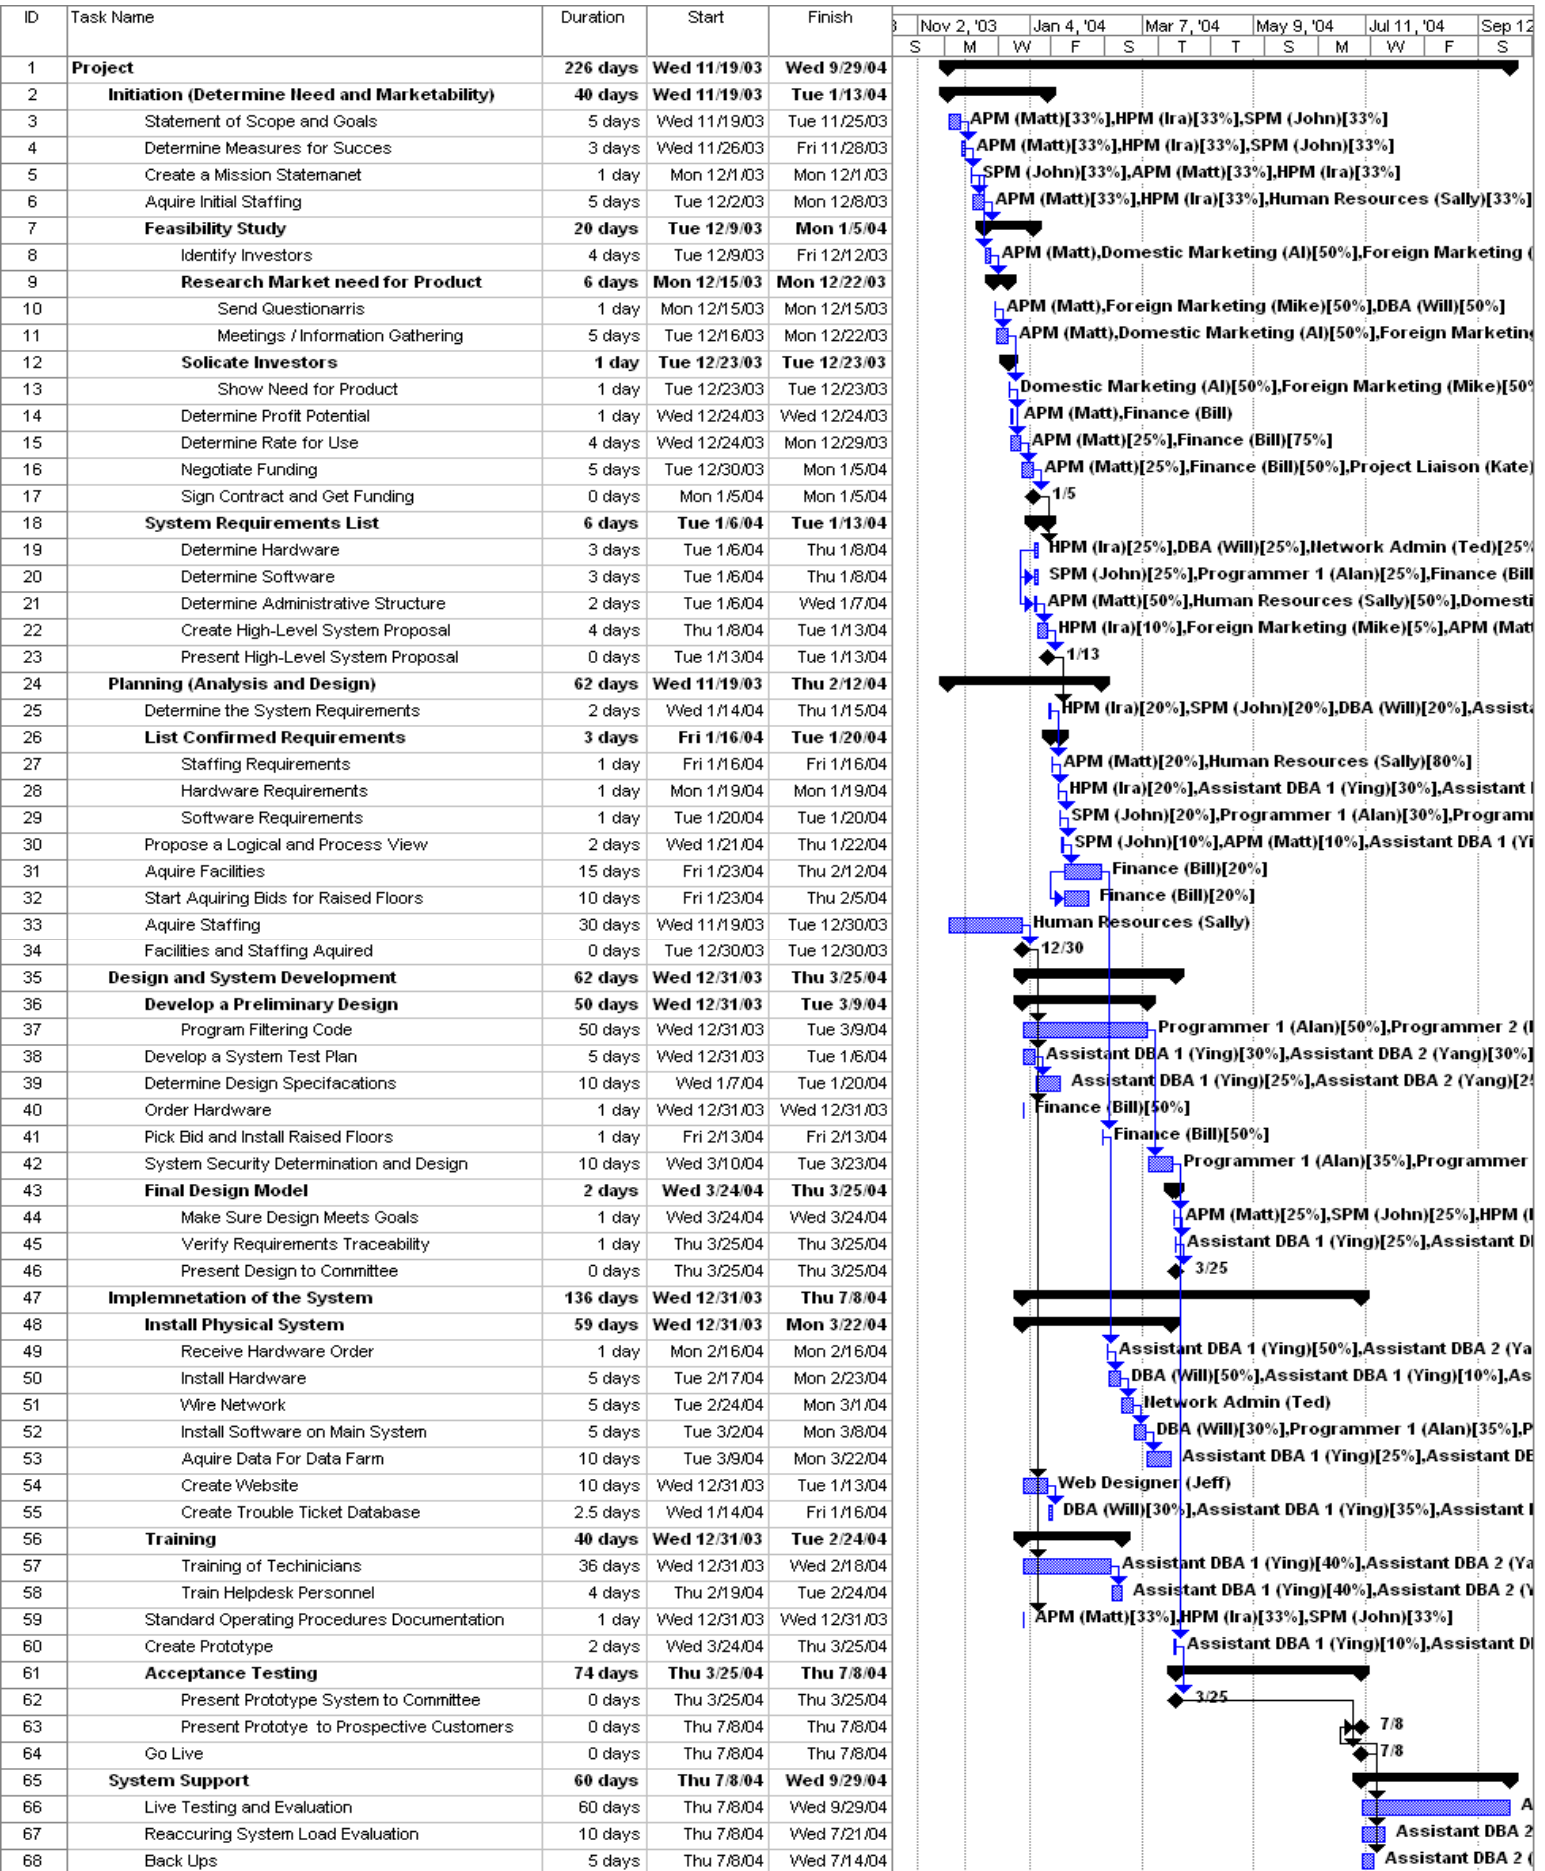 ID Task Name Duration Start Finish
3 Nov 2, '03 Jan 4, '04 Mar 7, '04 May 9, '04 Jul 11, '04 Sep 12
S M W F S T T S M W F S
1 Project 226 days Wed 11/19/03 Wed 9/29/04
2 Initiation (Determine Need and Marketability) 40 days Wed 11/19/03 Tue 1/13/04
3 Statement of Scope and Goals 5 days Wed 11/19/03 Tue 11/25/03 APM (Matt)[33%],HPM (Ira)[33%],SPM (John)[33%]
4 Determine Measures for Succes 3 days Wed 11/26/03 Fri 11/28/03 APM (Matt)[33%],HPM (Ira)[33%],SPM (John)[33%]
5 Create a Mission Statemanet 1 day Mon 12/1/03 Mon 12/1/03 SPM (John)[33%],APM (Matt)[33%],HPM (Ira)[33%]
6 Aquire Initial Staffing 5 days Tue 12/2/03 Mon 12/8/03 APM (Matt)[33%],HPM (Ira)[33%],Human Resources (Sally)[33%]
7 Feasibility Study 20 days Tue 12/9/03 Mon 1/5/04
8 Identify Investors 4 days Tue 12/9/03 Fri 12/12/03 APM (Matt),Domestic Marketing (Al)[50%],Foreign Marketing (
9 Research Market need for Product 6 days Mon 12/15/03 Mon 12/22/03
10 Send Questionarris 1 day Mon 12/15/03 Mon 12/15/03 APM (Matt),Foreign Marketing (Mike)[50%],DBA (Will)[50%]
11 Meetings / Information Gathering 5 days Tue 12/16/03 Mon 12/22/03 APM (Matt),Domestic Marketing (Al)[50%],Foreign Marketing
12 Solicate Investors 1 day Tue 12/23/03 Tue 12/23/03
13 Show Need for Product 1 day Tue 12/23/03 Tue 12/23/03 Domestic Marketing (Al)[50%],Foreign Marketing (Mike)[50%
14 Determine Profit Potential 1 day Wed 12/24/03 Wed 12/24/03 APM (Matt),Finance (Bill)
15 Determine Rate for Use 4 days Wed 12/24/03 Mon 12/29/03 APM (Matt)[25%],Finance (Bill)[75%]
16 Negotiate Funding 5 days Tue 12/30/03 Mon 1/5/04 APM (Matt)[25%],Finance (Bill)[50%],Project Liaison (Kate)
17 Sign Contract and Get Funding 0 days Mon 1/5/04 Mon 1/5/04 1/5
18 System Requirements List 6 days Tue 1/6/04 Tue 1/13/04
19 Determine Hardware 3 days Tue 1/6/04 Thu 1/8/04 HPM (Ira)[25%],DBA (Will)[25%],Network Admin (Ted)[25%
20 Determine Software 3 days Tue 1/6/04 Thu 1/8/04 SPM (John)[25%],Programmer 1 (Alan)[25%],Finance (Bill
21 Determine Administrative Structure 2 days Tue 1/6/04 Wed 1/7/04 APM (Matt)[50%],Human Resources (Sally)[50%],Domesti
22 Create High-Level System Proposal 4 days Thu 1/8/04 Tue 1/13/04 HPM (Ira)[10%],Foreign Marketing (Mike)[5%],APM (Matt
23 Present High-Level System Proposal 0 days Tue 1/13/04 Tue 1/13/04 1/13
24 Planning (Analysis and Design) 62 days Wed 11/19/03 Thu 2/12/04
25 Determine the System Requirements 2 days Wed 1/14/04 Thu 1/15/04 HPM (Ira)[20%],SPM (John)[20%],DBA (Will)[20%],Assista
26 List Confirmed Requirements 3 days Fri 1/16/04 Tue 1/20/04
27 Staffing Requirements 1 day Fri 1/16/04 Fri 1/16/04 APM (Matt)[20%],Human Resources (Sally)[80%]
28 Hardware Requirements 1 day Mon 1/19/04 Mon 1/19/04 HPM (Ira)[20%],Assistant DBA 1 (Ying)[30%],Assistant
29 Software Requirements 1 day Tue 1/20/04 Tue 1/20/04 SPM (John)[20%],Programmer 1 (Alan)[30%],Program
30 Propose a Logical and Process View 2 days Wed 1/21/04 Thu 1/22/04 SPM (John)[10%],APM (Matt)[10%],Assistant DBA 1 (Yi
31 Aquire Facilities 15 days Fri 1/23/04 Thu 2/12/04 Finance (Bill)[20%]
32 Start Aquiring Bids for Raised Floors 10 days Fri 1/23/04 Thu 2/5/04 Finance (Bill)[20%]
33 Aquire Staffing 30 days Wed 11/19/03 Tue 12/30/03 Human Resources (Sally)
34 Facilities and Staffing Aquired 0 days Tue 12/30/03 Tue 12/30/03 12/30
35 Design and System Development 62 days Wed 12/31/03 Thu 3/25/04
36 Develop a Preliminary Design 50 days Wed 12/31/03 Tue 3/9/04
37 Program Filtering Code 50 days Wed 12/31/03 Tue 3/9/04 Programmer 1 (Alan)[50%],Programmer 2 (
38 Develop a System Test Plan 5 days Wed 12/31/03 Tue 1/6/04 Assistant DBA 1 (Ying)[30%],Assistant DBA 2 (Yang)[30%]
39 Determine Design Specifacations 10 days Wed 1/7/04 Tue 1/20/04 Assistant DBA 1 (Ying)[25%],Assistant DBA 2 (Yang)[25
40 Order Hardware 1 day Wed 12/31/03 Wed 12/31/03 Finance (Bill)[50%]
41 Pick Bid and Install Raised Floors 1 day Fri 2/13/04 Fri 2/13/04 Finance (Bill)[50%]
42 System Security Determination and Design 10 days Wed 3/10/04 Tue 3/23/04 Programmer 1 (Alan)[35%],Programmer
43 Final Design Model 2 days Wed 3/24/04 Thu 3/25/04
44 Make Sure Design Meets Goals 1 day Wed 3/24/04 Wed 3/24/04 APM (Matt)[25%],SPM (John)[25%],HPM (
45 Verify Requirements Traceability 1 day Thu 3/25/04 Thu 3/25/04 Assistant DBA 1 (Ying)[25%],Assistant D
46 Present Design to Committee 0 days Thu 3/25/04 Thu 3/25/04 3/25
47 Implemnetation of the System 136 days Wed 12/31/03 Thu 7/8/04
48 Install Physical System 59 days Wed 12/31/03 Mon 3/22/04
49 Receive Hardware Order 1 day Mon 2/16/04 Mon 2/16/04 Assistant DBA 1 (Ying)[50%],Assistant DBA 2 (Ya
50 Install Hardware 5 days Tue 2/17/04 Mon 2/23/04 DBA (Will)[50%],Assistant DBA 1 (Ying)[10%],As
51 Wire Network 5 days Tue 2/24/04 Mon 3/1/04 Network Admin (Ted)
52 Install Software on Main System 5 days Tue 3/2/04 Mon 3/8/04 DBA (Will)[30%],Programmer 1 (Alan)[35%],P
53 Aquire Data For Data Farm 10 days Tue 3/9/04 Mon 3/22/04 Assistant DBA 1 (Ying)[25%],Assistant DB
54 Create Website 10 days Wed 12/31/03 Tue 1/13/04 Web Designer (Jeff)
55 Create Trouble Ticket Database 2.5 days Wed 1/14/04 Fri 1/16/04 DBA (Will)[30%],Assistant DBA 1 (Ying)[35%],Assistant
56 Training 40 days Wed 12/31/03 Tue 2/24/04
57 Training of Techinicians 36 days Wed 12/31/03 Wed 2/18/04 Assistant DBA 1 (Ying)[40%],Assistant DBA 2 (Ya
58 Train Helpdesk Personnel 4 days Thu 2/19/04 Tue 2/24/04 Assistant DBA 1 (Ying)[40%],Assistant DBA 2 (Y
59 Standard Operating Procedures Documentation 1 day Wed 12/31/03 Wed 12/31/03 APM (Matt)[33%],HPM (Ira)[33%],SPM (John)[33%]
60 Create Prototype 2 days Wed 3/24/04 Thu 3/25/04 Assistant DBA 1 (Ying)[10%],Assistant D
61 Acceptance Testing 74 days Thu 3/25/04 Thu 7/8/04
62 Present Prototype System to Committee 0 days Thu 3/25/04 Thu 3/25/04 3/25
63 Present Prototye to Prospective Customers 0 days Thu 7/8/04 Thu 7/8/04 7/8
64 Go Live 0 days Thu 7/8/04 Thu 7/8/04 7/8
65 System Support 60 days Thu 7/8/04 Wed 9/29/04
66 Live Testing and Evaluation 60 days Thu 7/8/04 Wed 9/29/04 A
67 Reaccuring System Load Evaluation 10 days Thu 7/8/04 Wed 7/21/04 Assistant DBA 2
68 Back Ups 5 days Thu 7/8/04 Wed 7/14/04 Assistant DBA 2 (